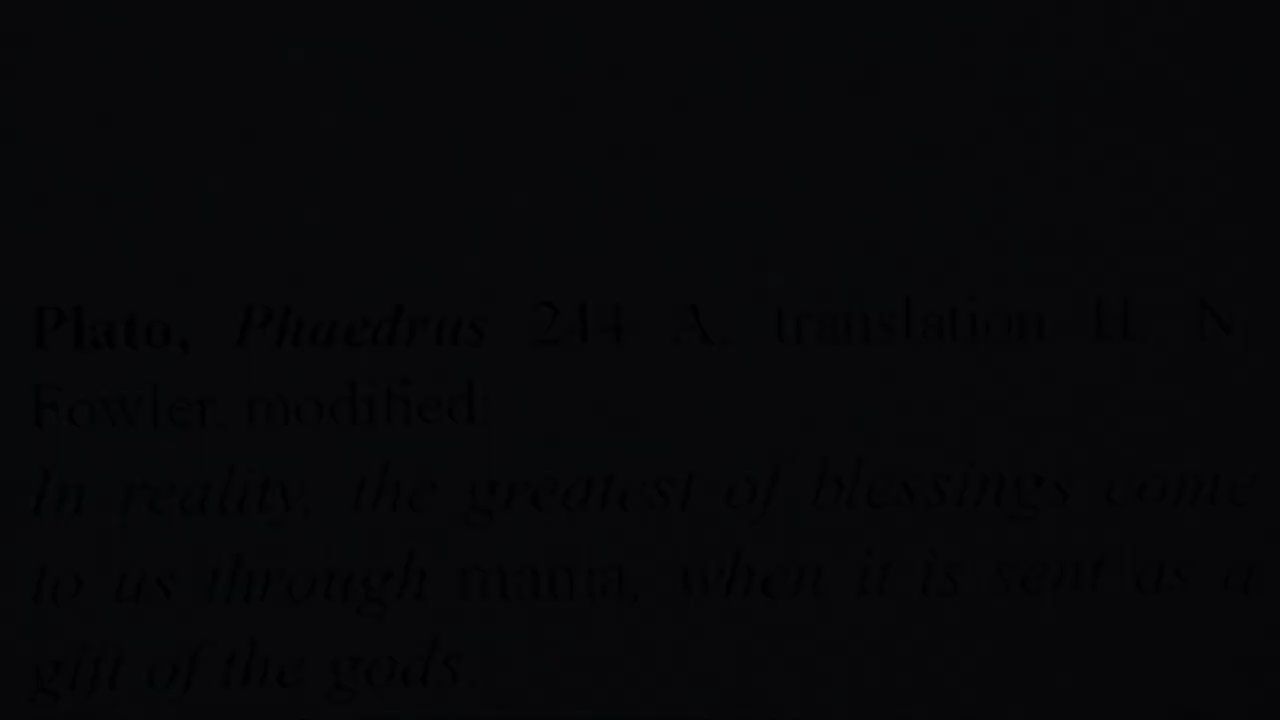 Plato, Phaedrus 244 A, translation H. N.
Fowler, modified:
In reality, the greatest of blessings come
to us through mania, when it is sent as a
gift of the gods.